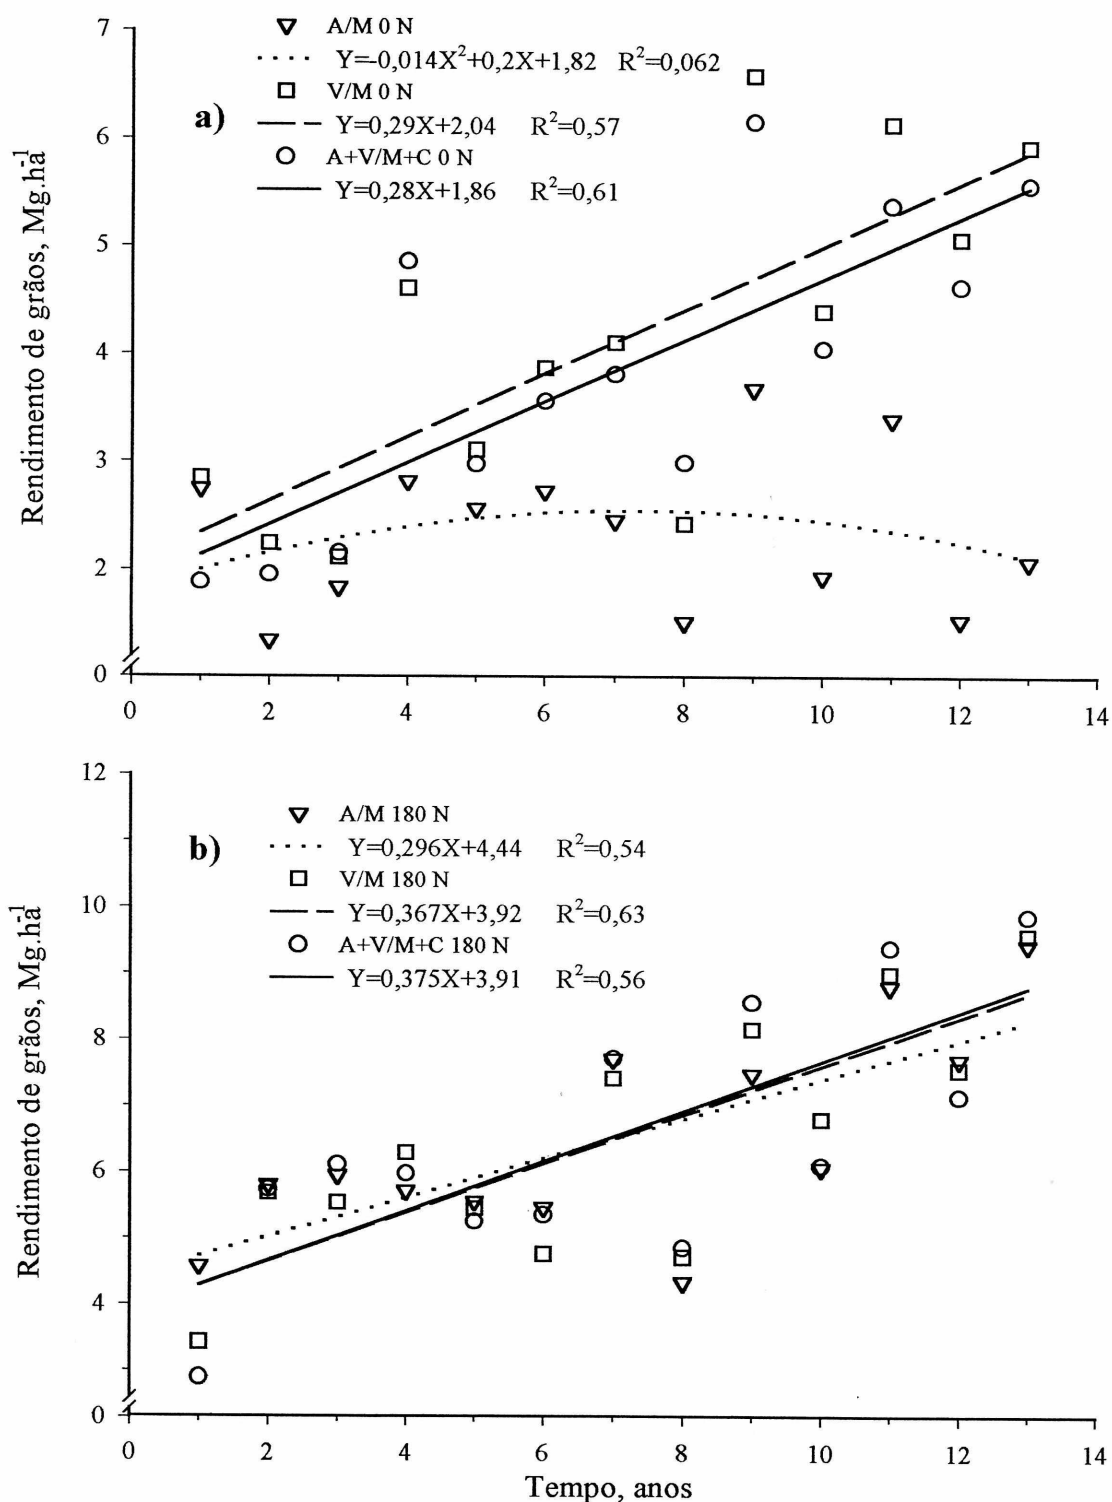 7
6
5
4
3
2
0
Rendimento de grãos, Mg.ha⁻¹
a)
A/M 0 N
Y=-0,014X²+0,2X+1,82 R²=0,062
V/M 0 N
Y=0,29X+2,04 R²=0,57
A+V/M+C 0 N
Y=0,28X+1,86 R²=0,61
0 2 4 6 8 10 12 14
12
10
8
6
4
0
Rendimento de grãos, Mg.ha⁻¹
b)
A/M 180 N
Y=0,296X+4,44 R²=0,54
V/M 180 N
Y=0,367X+3,92 R²=0,63
A+V/M+C 180 N
Y=0,375X+3,91 R²=0,56
0 2 4 6 8 10 12 14
Tempo, anos